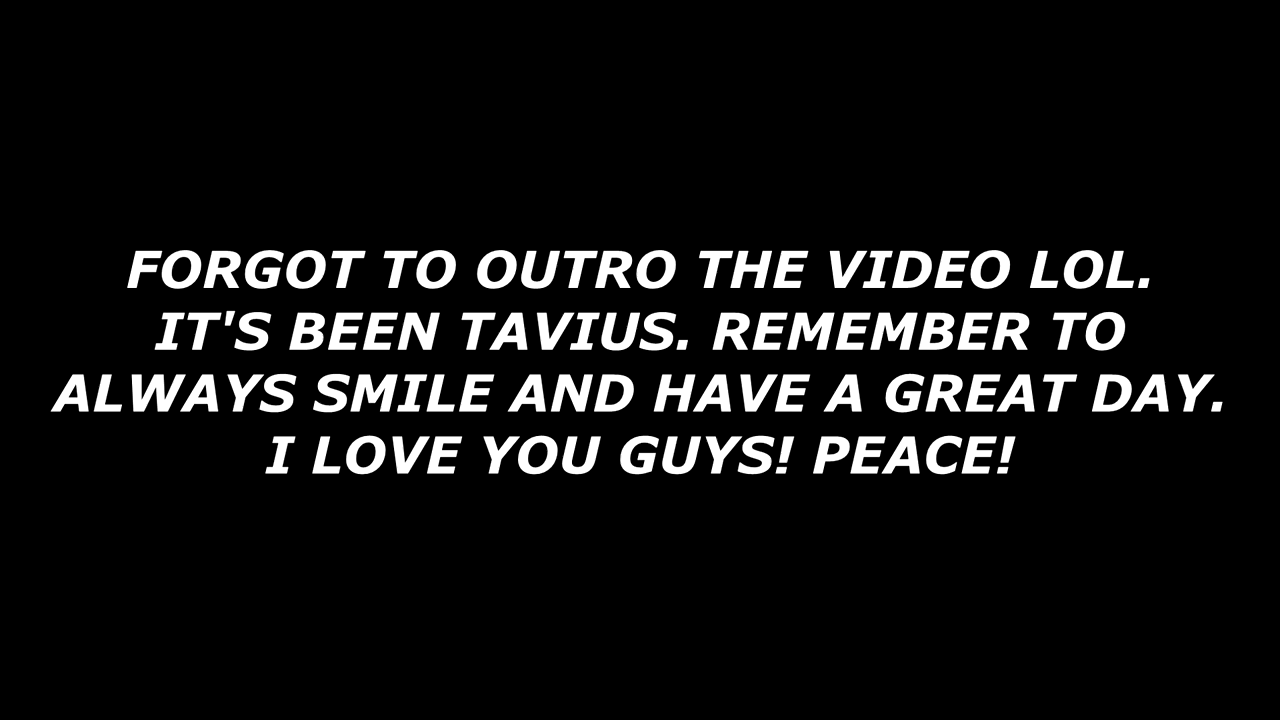 FORGOT TO OUTRO THE VIDEO LOL.
IT'S BEEN TAVIUS. REMEMBER TO
ALWAYS SMILE AND HAVE A GREAT DAY.
I LOVE YOU GUYS! PEACE!